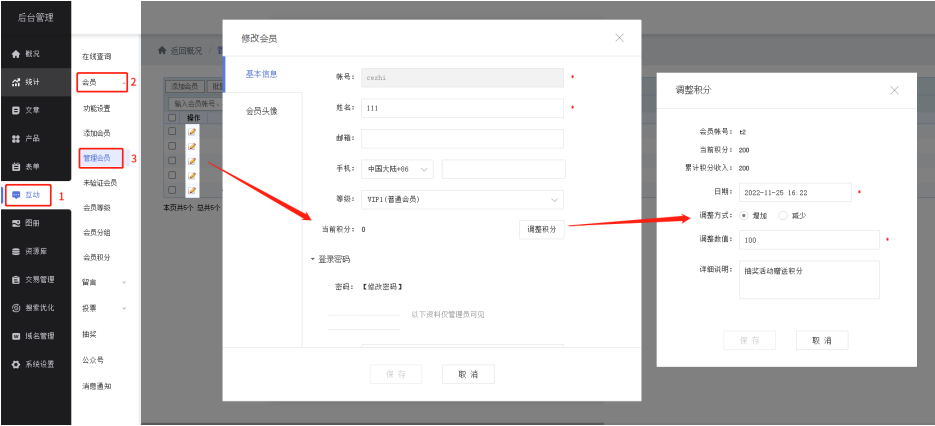 后台管理
概况
统计
文章
产品
表单
互动
1
图册
资源库
交易管理
搜索优化
域名管理
系统设置
在线查询
会员
2
功能设置
添加会员
管理会员
3
未验证会员
会员等级
会员分组
会员积分
留言
投票
抽奖
公众号
消息通知
返回概况 /
添加会员
输入会员帐号，
操作
本页共5个 总共5个
修改会员
基本信息
会员头像
帐号：
ceshi
*
姓名：
111
*
邮箱：
手机：
中国大陆+86
等级：
VIP1(普通会员)
当前积分： 0
调整积分
登录密码
密码： 【修改密码】
以下资料仅管理员可见
保 存
取 消
调整积分
会员帐号： t2
当前积分： 200
累计积分收入： 200
日期：
2022-11-25 16:22
*
调整方式：
增加
减少
调整数值：
100
*
详细说明：
抽奖活动赠送积分
保 存
取 消